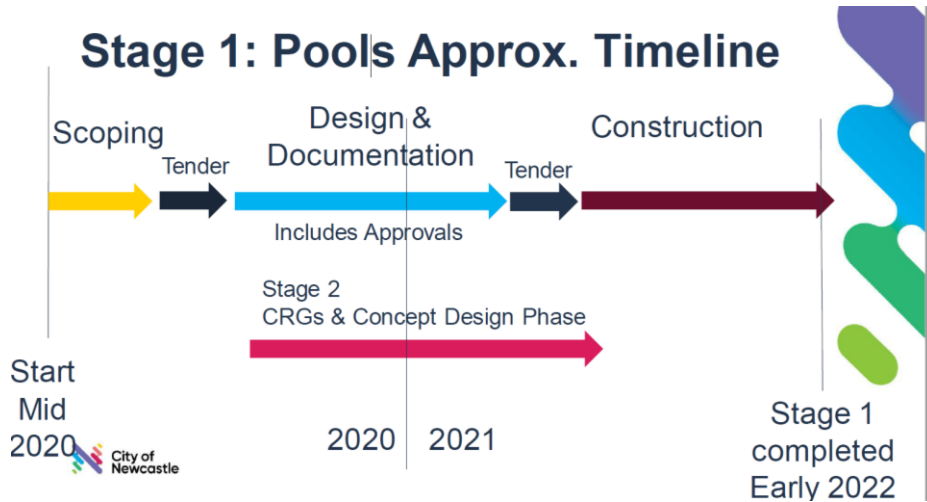 Stage 1: Pools Approx. Timeline
Scoping
Tender
Design &
Documentation
Tender
Construction
Includes Approvals
Stage 2
CRGs & Concept Design Phase
Start
Mid
2020
City of
Newcastle
2020
2021
Stage 1
completed
Early 2022